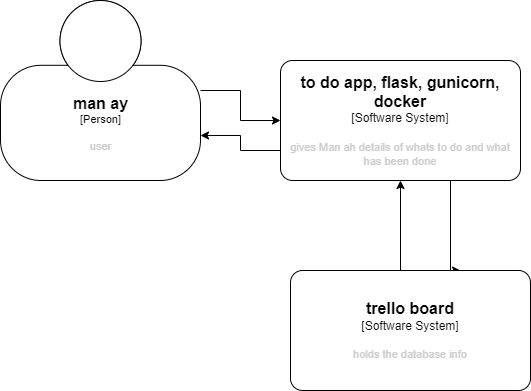 man ay
[Person]
user
to do app, flask, gunicorn,
docker
[Software System]
gives Man ah details of whats to do and what
has been done
trello board
[Software System]
holds the database info